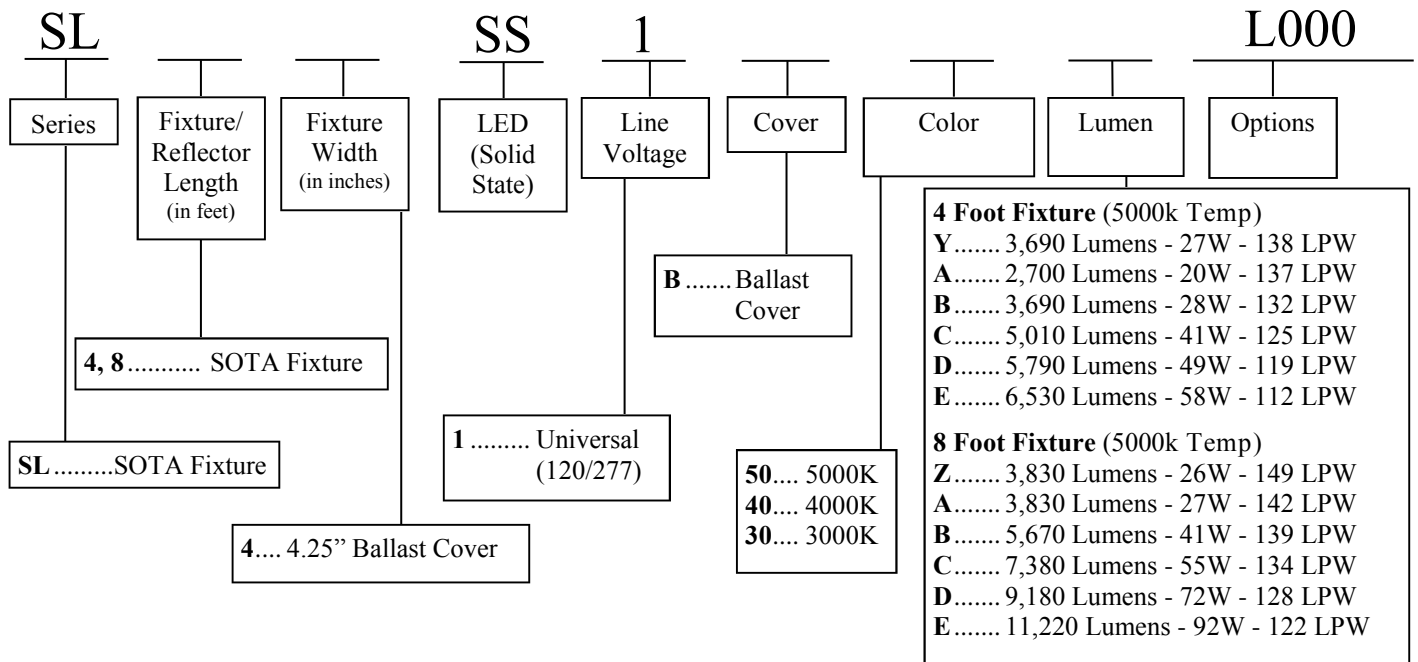 SL SS 1 L000
Series
Fixture/
Reflector
Length
(in feet)
Fixture
Width
(in inches)
LED
(Solid
State)
Line
Voltage
Cover
Color
Lumen
Options
4, 8........... SOTA Fixture
SL.........SOTA Fixture
4.... 4.25” Ballast Cover
1 ......... Universal
(120/277)
B ....... Ballast
Cover
50.... 5000K
40.... 4000K
30.... 3000K
4 Foot Fixture (5000k Temp)
Y....... 3,690 Lumens - 27W - 138 LPW
A....... 2,700 Lumens - 20W - 137 LPW
B....... 3,690 Lumens - 28W - 132 LPW
C....... 5,010 Lumens - 41W - 125 LPW
D....... 5,790 Lumens - 49W - 119 LPW
E....... 6,530 Lumens - 58W - 112 LPW
8 Foot Fixture (5000k Temp)
Z....... 3,830 Lumens - 26W - 149 LPW
A....... 3,830 Lumens - 27W - 142 LPW
B....... 5,670 Lumens - 41W - 139 LPW
C....... 7,380 Lumens - 55W - 134 LPW
D....... 9,180 Lumens - 72W - 128 LPW
E....... 11,220 Lumens - 92W - 122 LPW